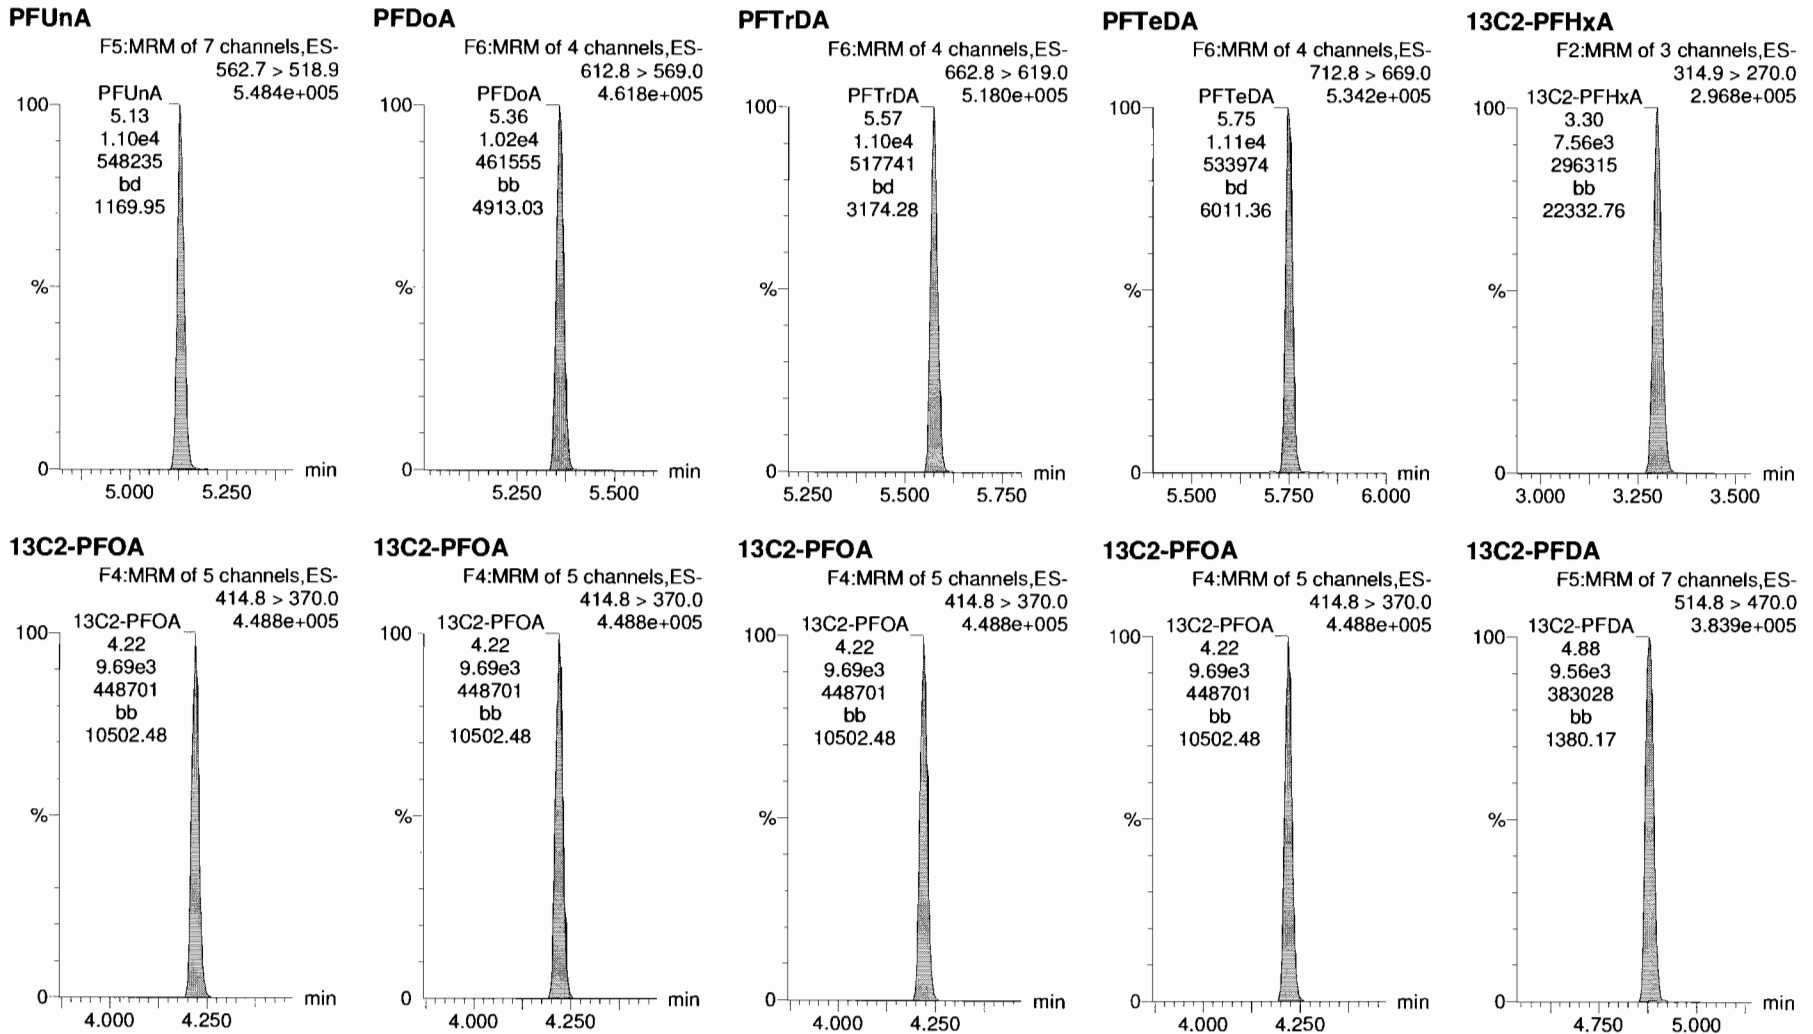 PFUnA
F5:MRM of 7 channels,ES-
562.7 > 518.9
5.484e+005
PFUnA
5.13
1.10e4
548235
bd
1169.95
100
%
0
5.000
5.250
min
PFDoA
F6:MRM of 4 channels,ES-
612.8 > 569.0
4.618e+005
PFDoA
5.36
1.02e4
461555
bb
4913.03
100
%
0
5.250
5.500
min
PFTrDA
F6:MRM of 4 channels,ES-
662.8 > 619.0
5.180e+005
PFTrDA
5.57
1.10e4
517741
bd
3174.28
100
%
0
5.250
5.500
5.750
min
PFTeDA
F6:MRM of 4 channels,ES-
712.8 > 669.0
5.342e+005
PFTeDA
5.75
1.11e4
533974
bd
6011.36
100
%
0
5.500
5.750
6.000
min
13C2-PFHxA
F2:MRM of 3 channels,ES-
314.9 > 270.0
2.968e+005
13C2-PFHxA
3.30
7.56e3
296315
bb
22332.76
100
%
0
3.000
3.250
3.500
min
13C2-PFOA
F4:MRM of 5 channels,ES-
414.8 > 370.0
4.488e+005
13C2-PFOA
4.22
9.69e3
448701
bb
10502.48
100
%
0
4.000
4.250
min
13C2-PFOA
F4:MRM of 5 channels,ES-
414.8 > 370.0
4.488e+005
13C2-PFOA
4.22
9.69e3
448701
bb
10502.48
100
%
0
4.000
4.250
min
13C2-PFOA
F4:MRM of 5 channels,ES-
414.8 > 370.0
4.488e+005
13C2-PFOA
4.22
9.69e3
448701
bb
10502.48
100
%
0
4.000
4.250
min
13C2-PFOA
F4:MRM of 5 channels,ES-
414.8 > 370.0
4.488e+005
13C2-PFOA
4.22
9.69e3
448701
bb
10502.48
100
%
0
4.000
4.250
min
13C2-PFDA
F5:MRM of 7 channels,ES-
514.8 > 470.0
3.839e+005
13C2-PFDA
4.88
9.56e3
383028
bb
1380.17
100
%
0
4.750
5.000
min